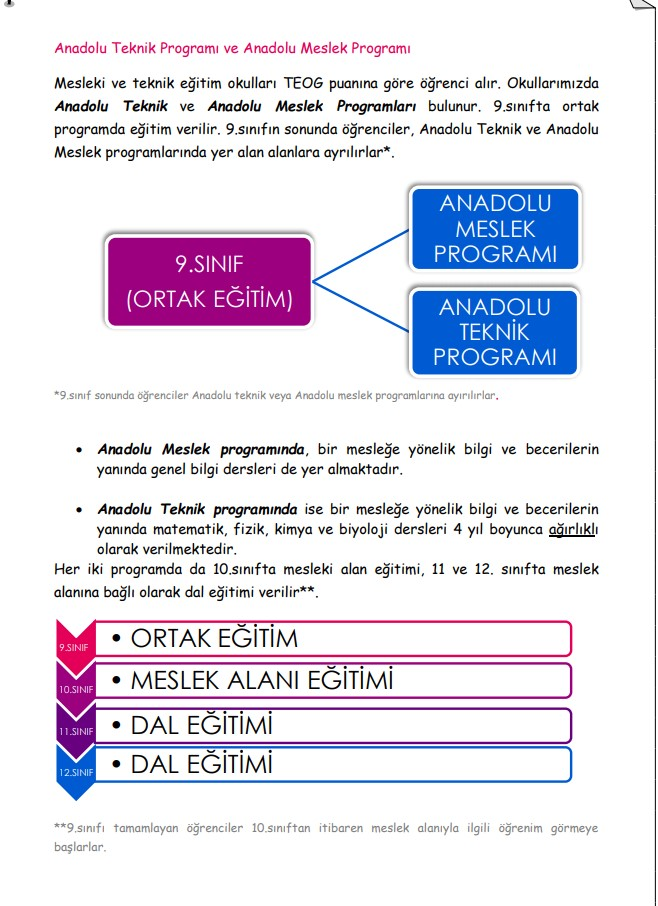 Anadolu Teknik Programı ve Anadolu Meslek Programı
Mesleki ve teknik eğitim okulları TEOG puanına göre öğrenci alır. Okullarımızda
Anadolu Teknik ve Anadolu Meslek Programları bulunur. 9.sınıfta ortak
programda eğitim verilir. 9.sınıfın sonunda öğrenciler, Anadolu Teknik ve Anadolu
Meslek programlarında yer alan alanlara ayrılırlar*.
9.SINIF
(ORTAK EĞİTİM)
ANADOLU
MESLEK
PROGRAMI
ANADOLU
TEKNİK
PROGRAMI
*9.sınıf sonunda öğrenciler Anadolu teknik veya Anadolu meslek programlarına ayırılırlar.
• Anadolu Meslek programında, bir mesleğe yönelik bilgi ve becerilerin
yanında genel bilgi dersleri de yer almaktadır.
• Anadolu Teknik programında ise bir mesleğe yönelik bilgi ve becerilerin
yanında matematik, fizik, kimya ve biyoloji dersleri 4 yıl boyunca ağırlıklı
olarak verilmektedir.
Her iki programda da 10.sınıfta mesleki alan eğitimi, 11 ve 12. sınıfta meslek
alanına bağlı olarak dal eğitimi verilir**.
9.SINIF • ORTAK EĞİTİM
10.SINIF • MESLEK ALANI EĞİTİMİ
11.SINIF • DAL EĞİTİMİ
12.SINIF • DAL EĞİTİMİ
**9.sınıfı tamamlayan öğrenciler 10.sınıftan itibaren meslek alanıyla ilgili öğrenim görmeye
başlarlar.